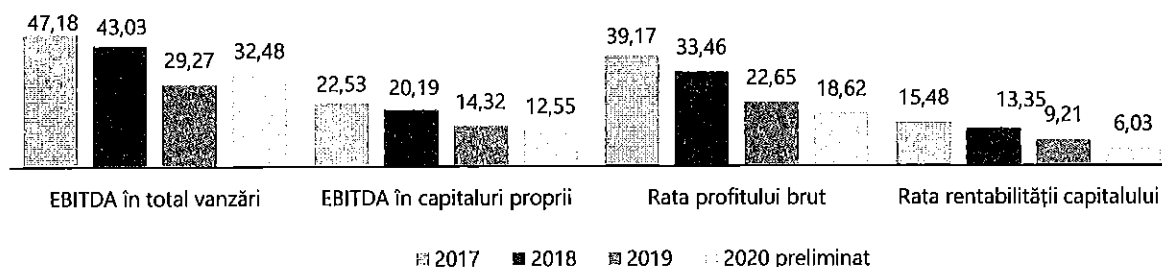 47,18 43,03 29,27 32,48 22,53 20,19 14,32 12,55 39,17 33,46 22,65 18,62 15,48 13,35 9,21 6,03
EBITDA în total vanzări EBITDA în capitaluri proprii Rata profitului brut Rata rentabilității capitalului
2017 2018 2019 2020 preliminat